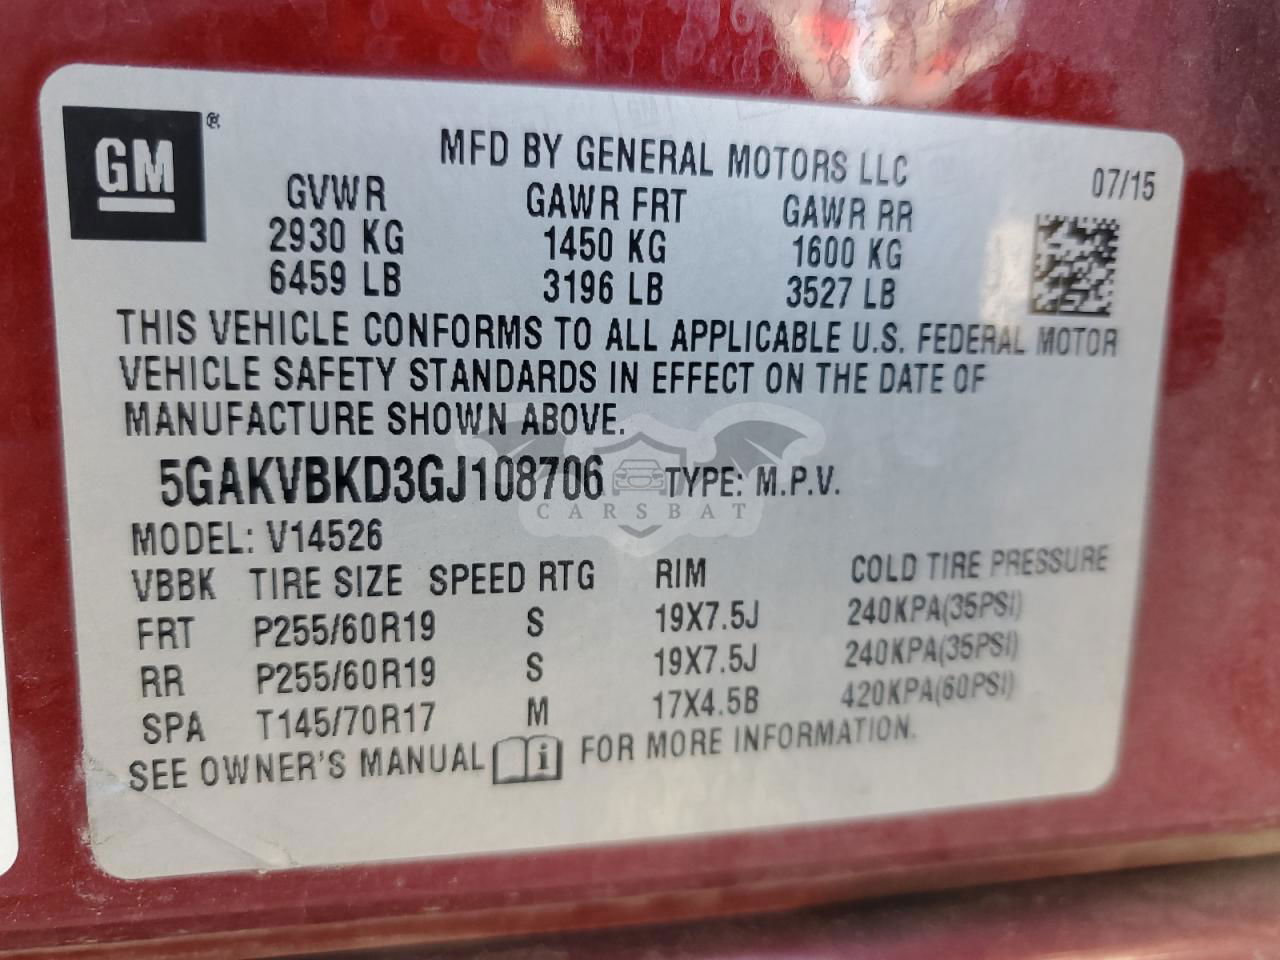 GM®
MFD BY GENERAL MOTORS LLC 07/15
GVWR GAWR FRT GAWR RR
2930 KG 1450 KG 1600 KG
6459 LB 3196 LB 3527 LB
THIS VEHICLE CONFORMS TO ALL APPLICABLE U.S. FEDERAL MOTOR
VEHICLE SAFETY STANDARDS IN EFFECT ON THE DATE OF
MANUFACTURE SHOWN ABOVE.
5GAKVBKD3GJ108706 TYPE: M.P.V.
CARSBAT
MODEL: V14526
VBBK TIRE SIZE SPEED RTG RIM COLD TIRE PRESSURE
FRT P255/60R19 S 19X7.5J 240KPA(35PSI)
RR P255/60R19 S 19X7.5J 240KPA(35PSI)
SPA T145/70R17 M 17X4.5B 420KPA(60PSI)
SEE OWNER'S MANUAL i FOR MORE INFORMATION.